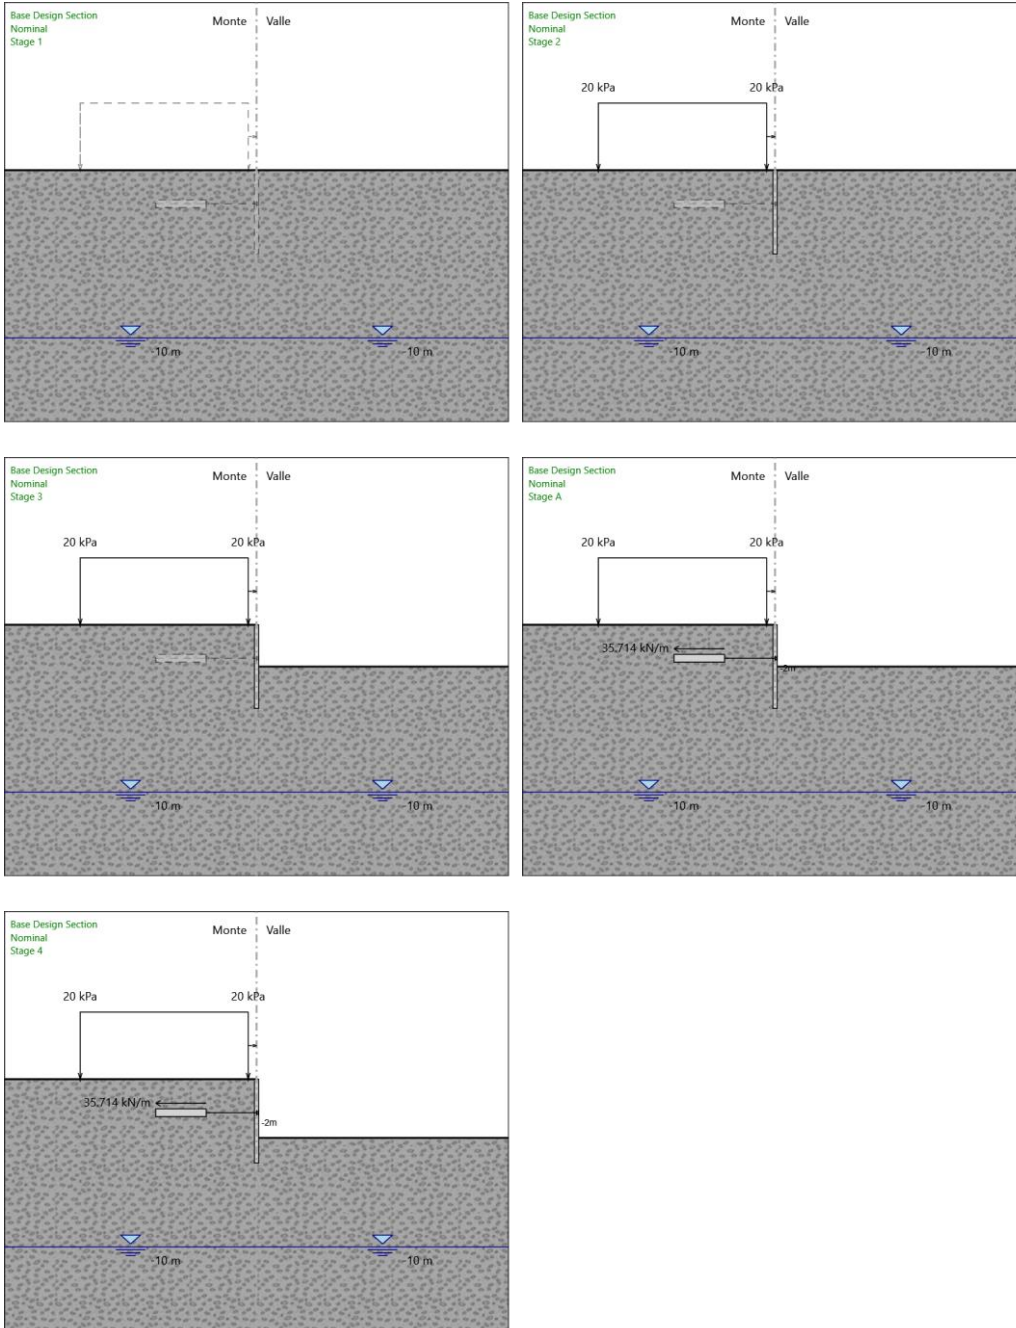 Base Design Section
Nominal
Stage 1
Monte Valle
-10 m -10 m
Base Design Section
Nominal
Stage 2
Monte Valle
20 kPa 20 kPa
-10 m -10 m
Base Design Section
Nominal
Stage 3
Monte Valle
20 kPa 20 kPa
-10 m -10 m
Base Design Section
Nominal
Stage A
Monte Valle
20 kPa 20 kPa
35.714 kN/m
-2m
-10 m -10 m
Base Design Section
Nominal
Stage 4
Monte Valle
20 kPa 20 kPa
35.714 kN/m
-2m
-10 m -10 m